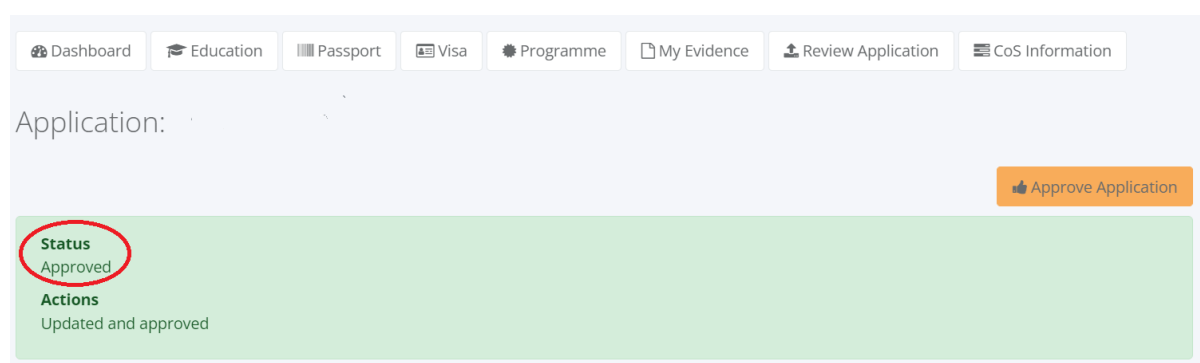 Dashboard
Education
Passport
Visa
Programme
My Evidence
Review Application
CoS Information
Application:
Approve Application
Status
Approved
Actions
Updated and approved